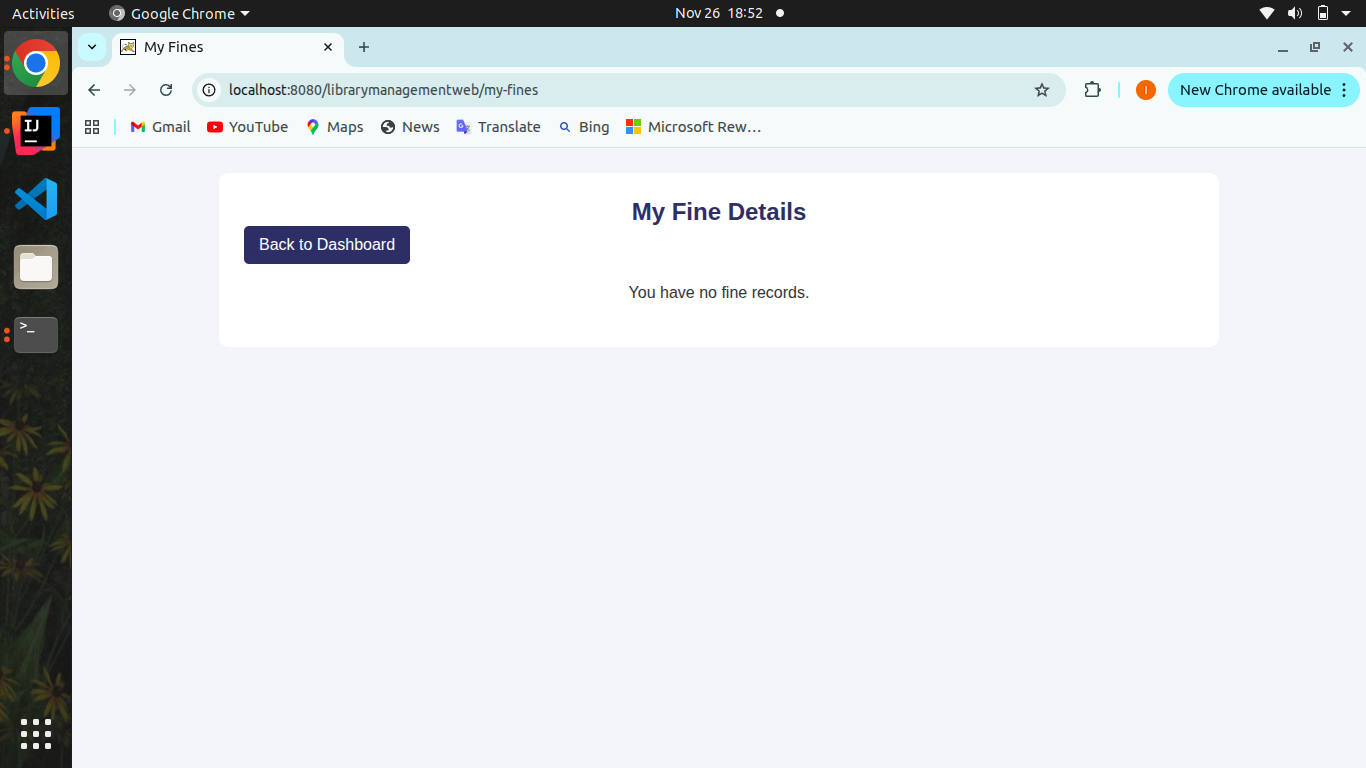 Activities
Google Chrome
Nov 26 18:52
My Fines
localhost:8080/librarymanagementweb/my-fines
I
New Chrome available
Gmail
YouTube
Maps
News
Translate
Bing
Microsoft Rew…
IJ
>_
My Fine Details
Back to Dashboard
You have no fine records.